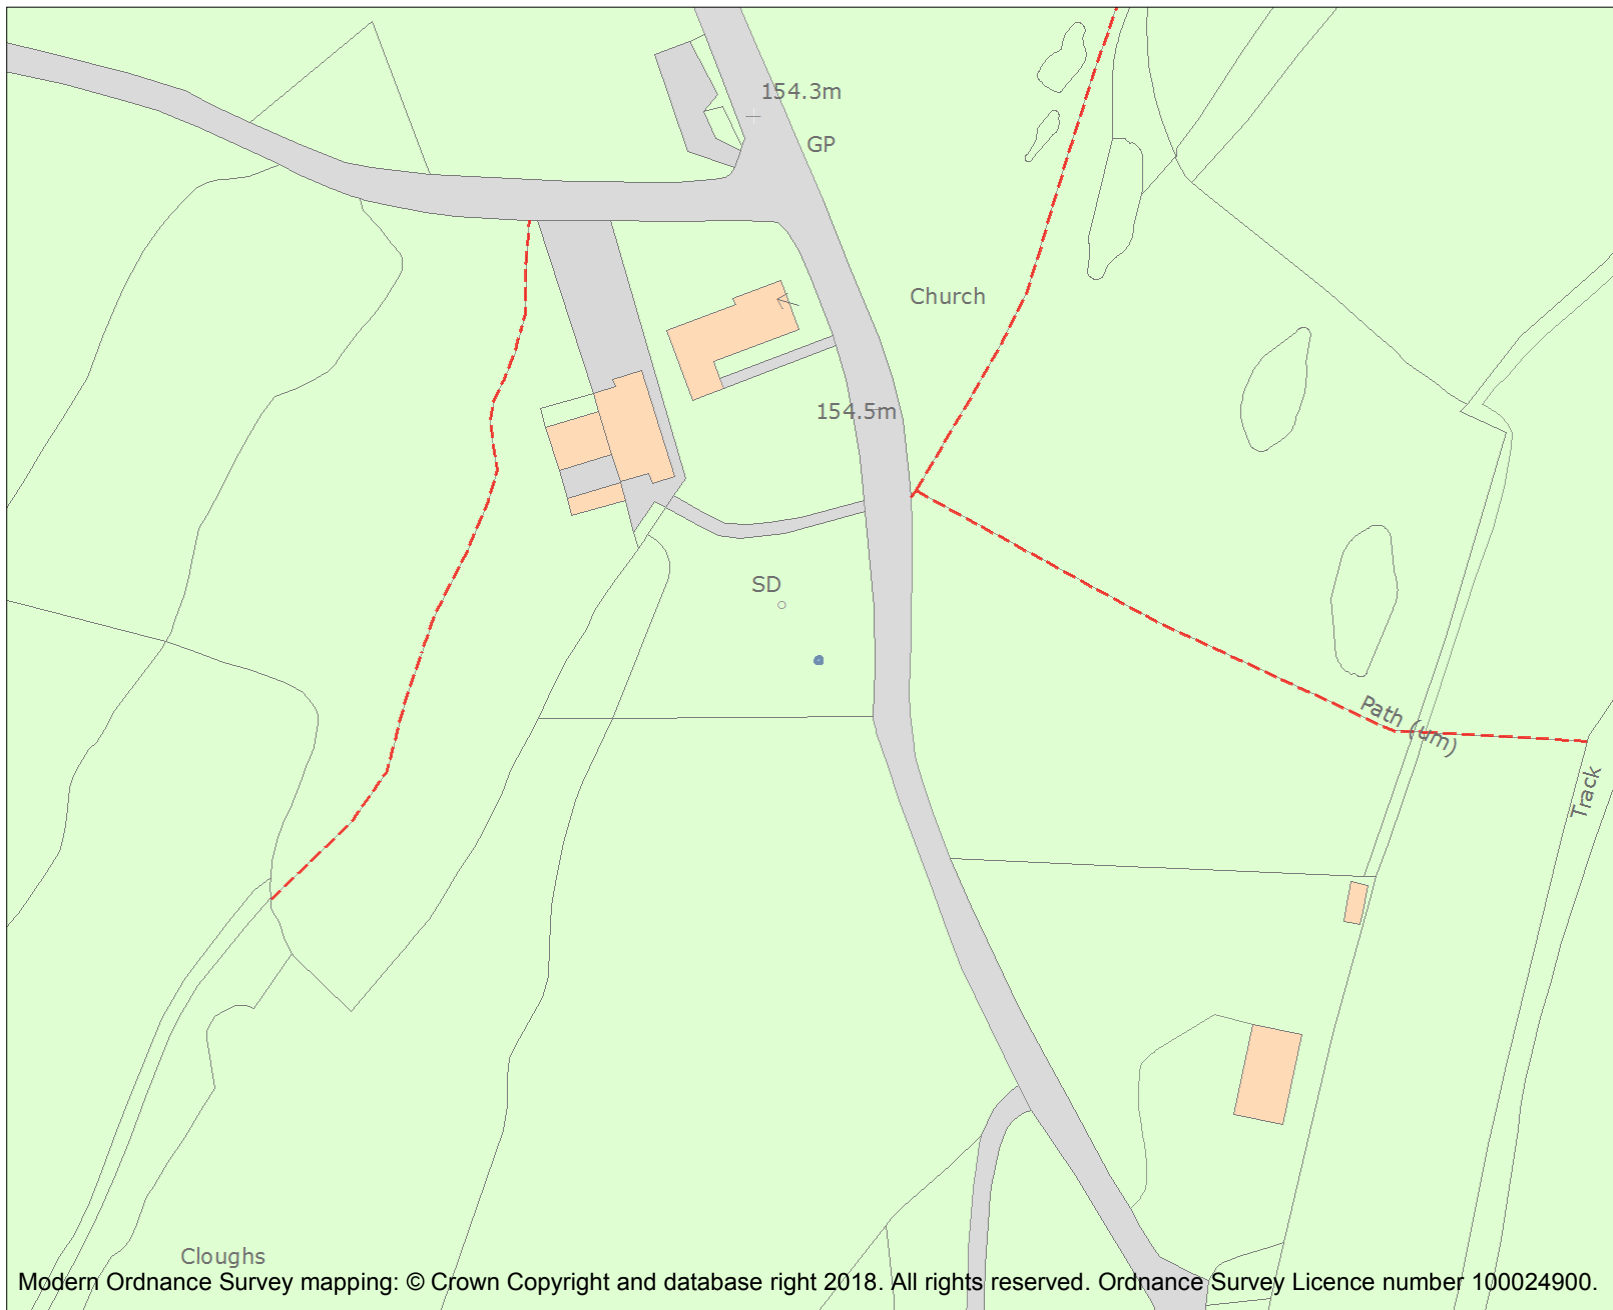 154.3m
GP
Church
154.5m
SD
Path (um)
Track
Cloughs
Modern Ordnance Survey mapping: © Crown Copyright and database right 2018. All rights reserved. Ordnance Survey Licence number 100024900.